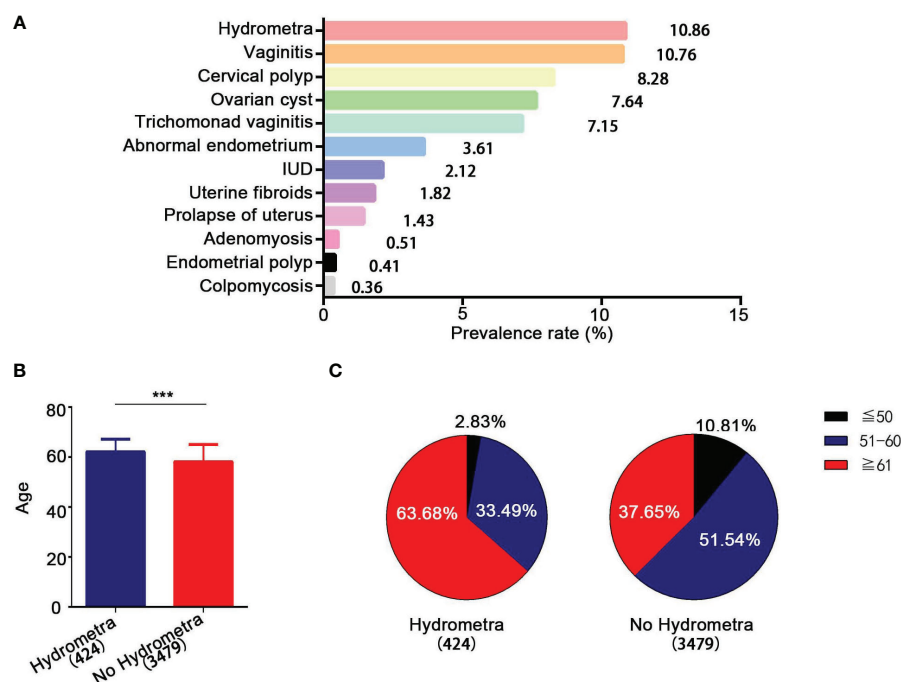 A
Hydrometra 10.86
Vaginitis 10.76
Cervical polyp 8.28
Ovarian cyst 7.64
Trichomonad vaginitis 7.15
Abnormal endometrium 3.61
IUD 2.12
Uterine fibroids 1.82
Prolapse of uterus 1.43
Adenomyosis 0.51
Endometrial polyp 0.41
Colpomycosis 0.36
0 5 10 15
Prevalence rate (%)
B
***
80
60
40
20
0
Age
Hydrometra
(424)
No Hydrometra
(3479)
C
2.83%
33.49%
63.68%
Hydrometra
(424)
10.81%
37.65%
51.54%
No Hydrometra
(3479)
≦50
51-60
≧61